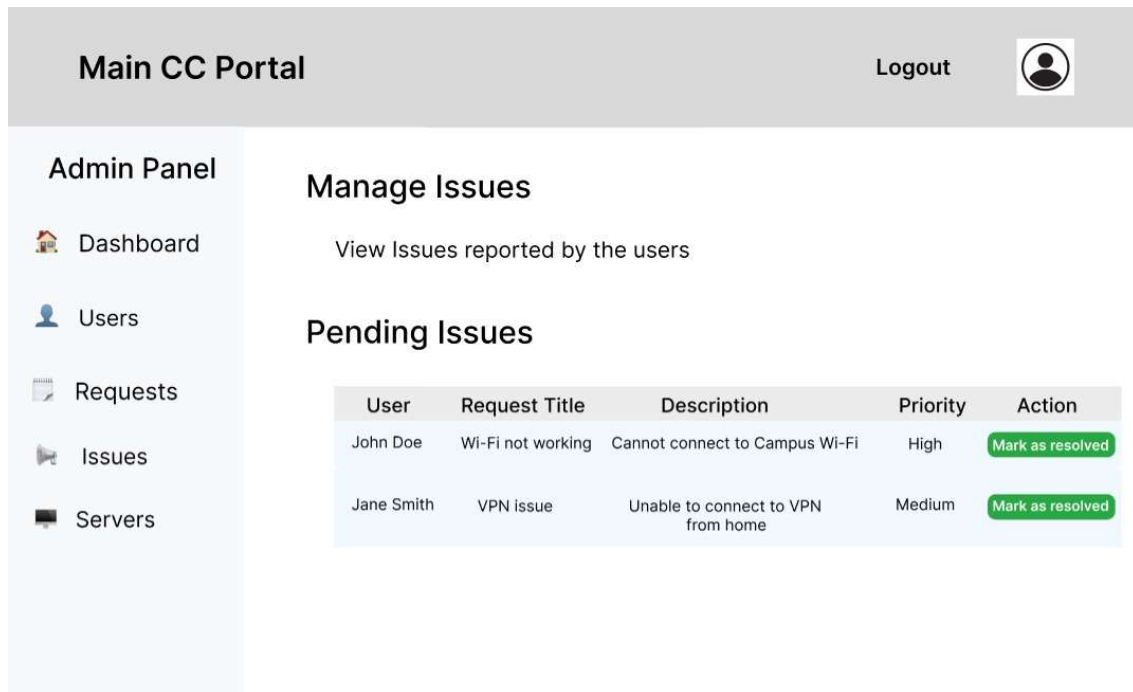 Main CC Portal
Logout
Admin Panel
Dashboard
Users
Requests
Issues
Servers
Manage Issues
View Issues reported by the users
Pending Issues
User Request Title Description Priority Action
John Doe Wi-Fi not working Cannot connect to Campus Wi-Fi High Mark as resolved
Jane Smith VPN issue Unable to connect to VPN Medium Mark as resolved
from home